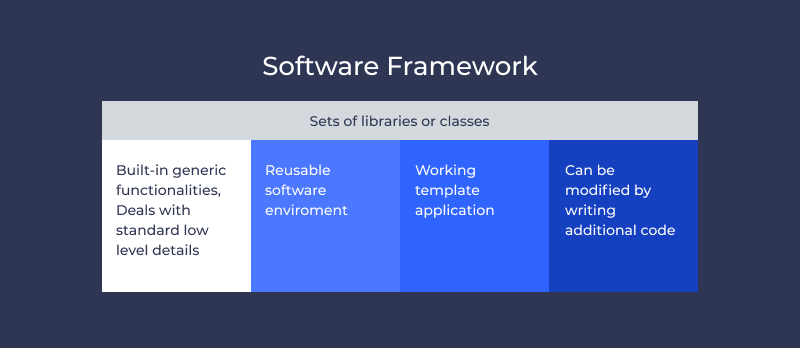 Software Framework
Sets of libraries or classes
Built-in generic
functionalities,
Deals with
standard low
level details
Reusable
software
enviroment
Working
template
application
Can be
modified by
writing
additional code